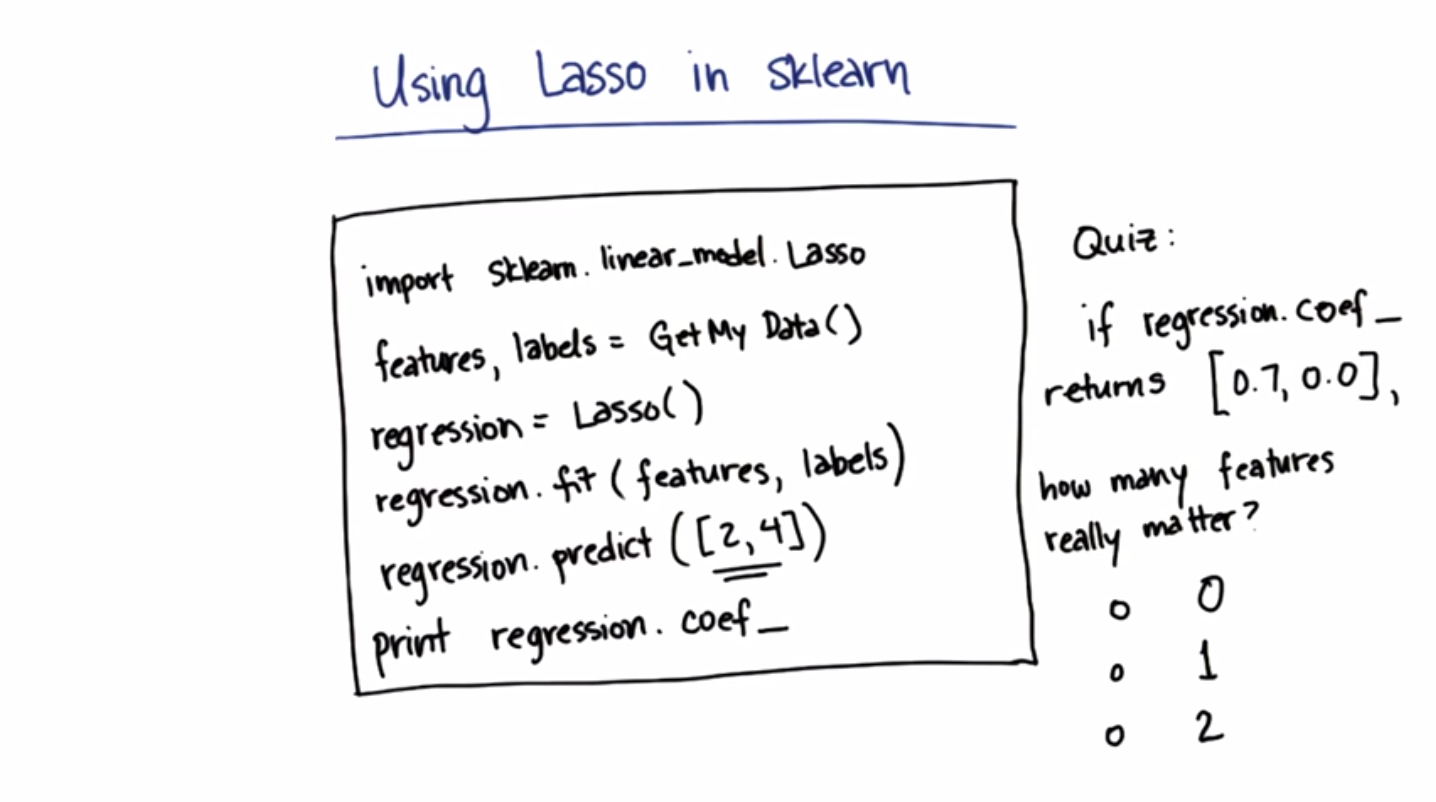 Using Lasso in sklearn
import sklearn.linear_model.Lasso
features, labels = GetMyData()
regression = Lasso()
regression.fit(features, labels)
regression.predict([2,4])
print regression.coef_
Quiz:
if regression.coef_
returns [0.7, 0.0],
how many features
really matter?
0
1
2